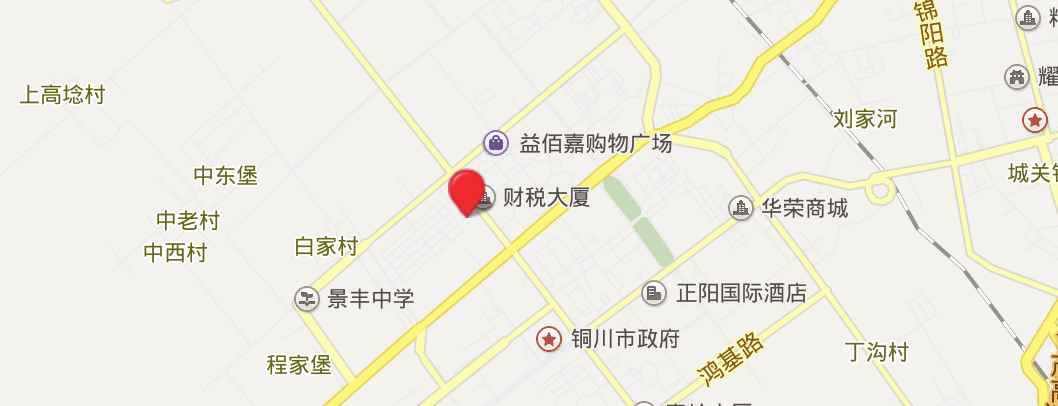 锦阳路
上高埝村
刘家河
益佰嘉购物广场
中东堡
城关
财税大厦
华荣商城
中老村
白家村
中西村
景丰中学
正阳国际酒店
铜川市政府
鸿基路
丁沟村
程家堡